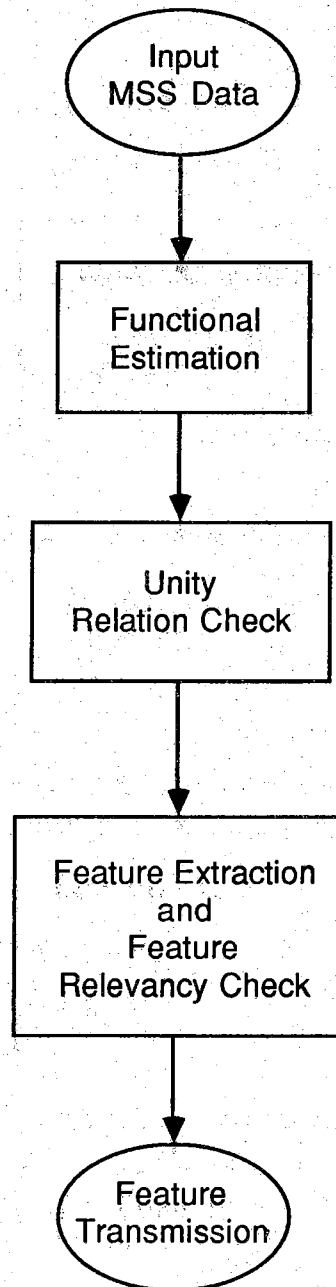 Input
MSS Data
Functional
Estimation
Unity
Relation Check
Feature Extraction
and
Feature
Relevancy Check
Feature
Transmission